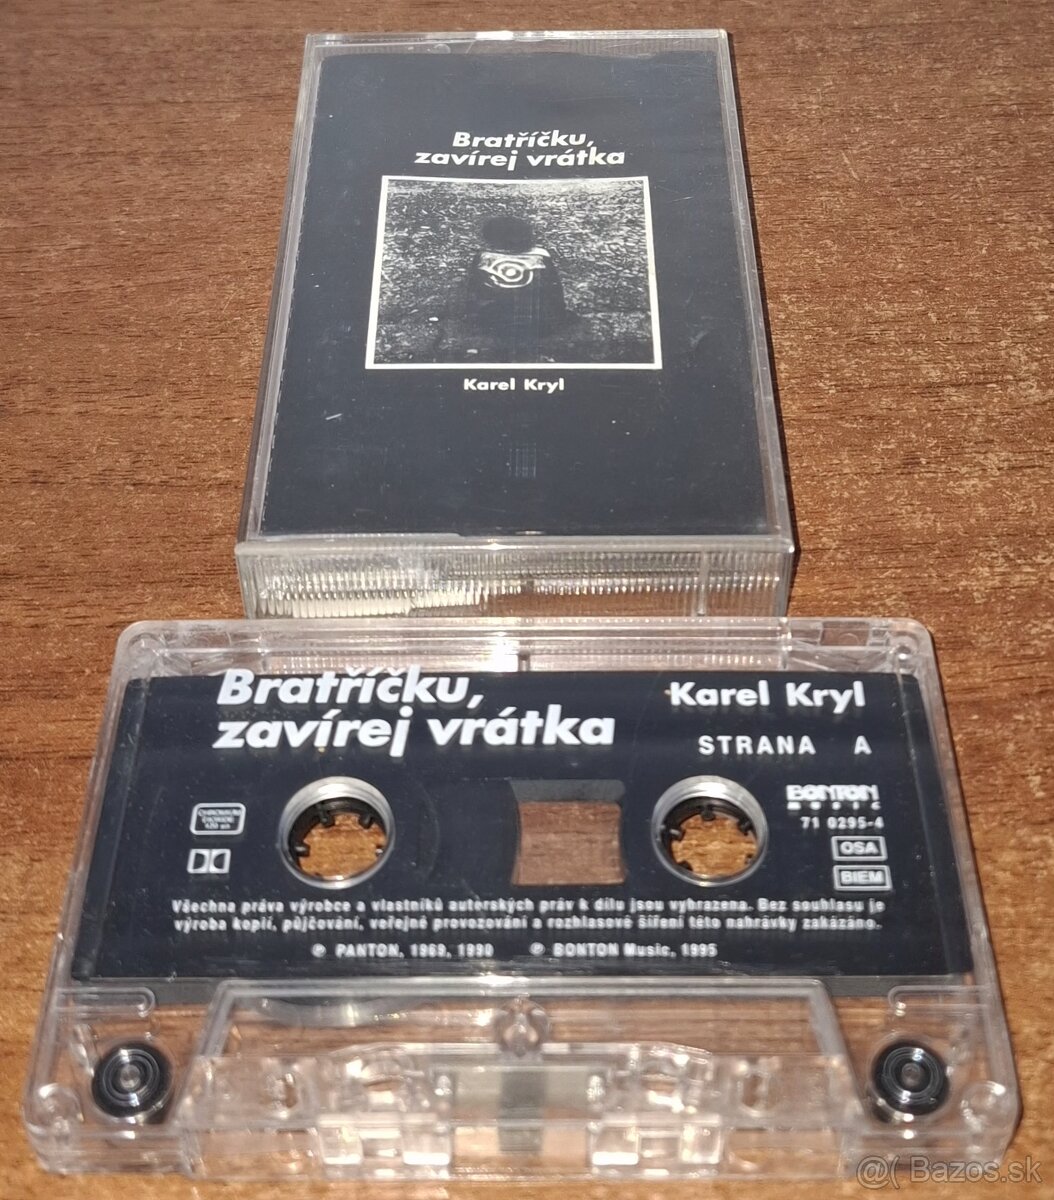 Bratříčku,
zavírej vrátka
Karel Kryl
Bratříčku,
zavírej vrátka
Karel Kryl
STRANA A
BONTON
music
71 0295-4
CHROMIUM
DIOXIDE
OSA
BIEM
Všechna práva výrobce a vlastníků autorských práv k dílu jsou vyhrazena. Bez souhlasu je
výroba kopií, půjčování, veřejné provozování a rozhlasové šíření této nahrávky zakázáno.
℗ PANTON, 1969, 1990 ℗ BONTON Music, 1995
@( Bazos.sk